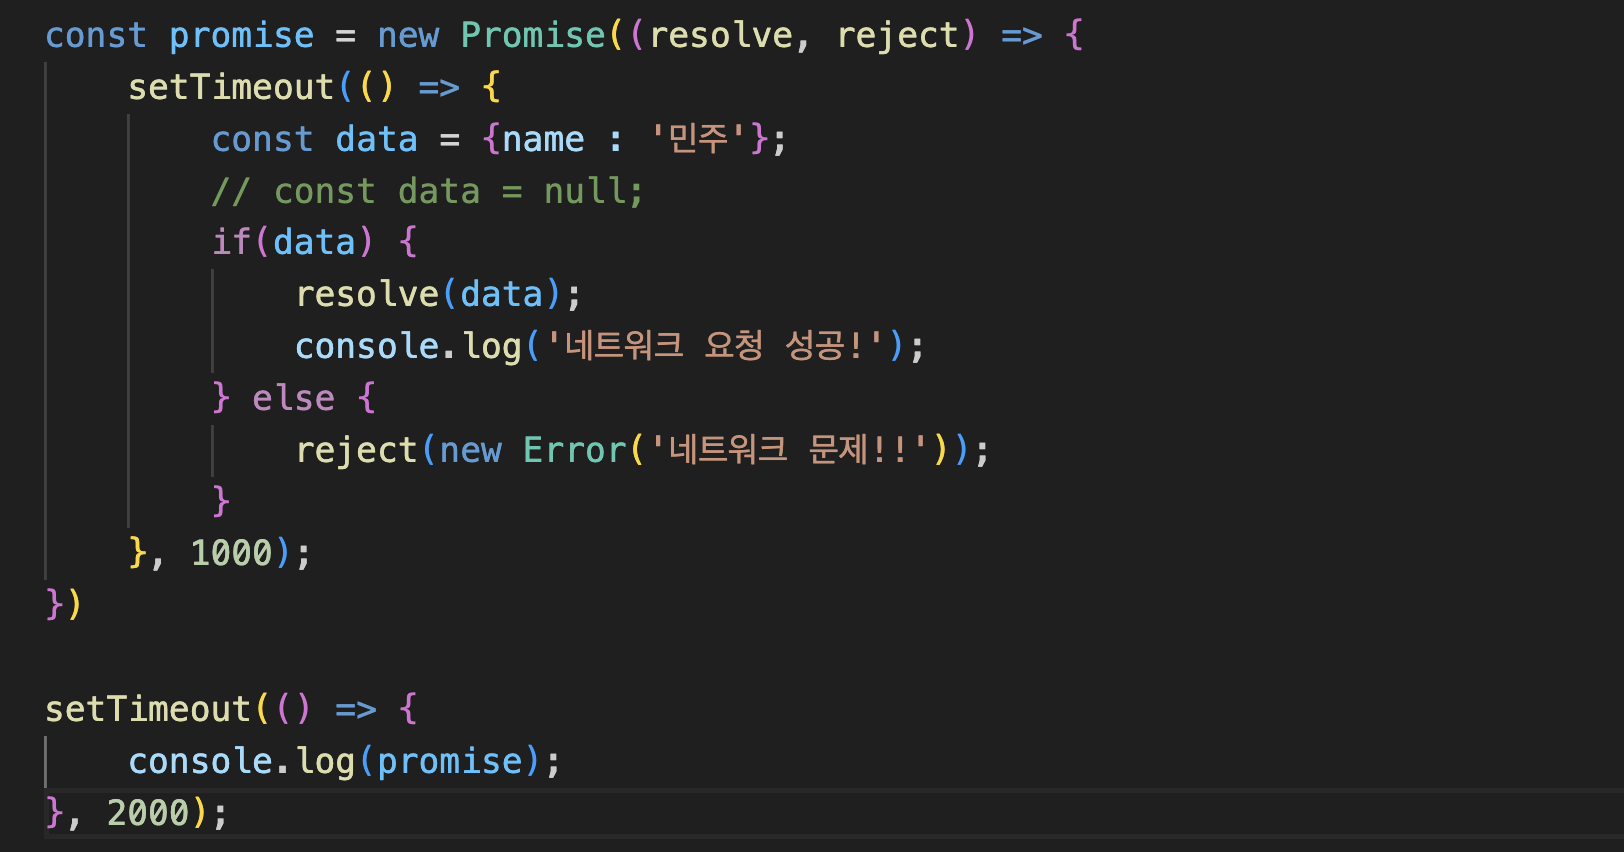 const promise = new Promise((resolve, reject) => {
    setTimeout(() => {
        const data = {name : '민주'};
        // const data = null;
        if(data) {
            resolve(data);
            console.log('네트워크 요청 성공!');
        } else {
            reject(new Error('네트워크 문제!!'));
        }
    }, 1000);
})

setTimeout(() => {
    console.log(promise);
}, 2000);